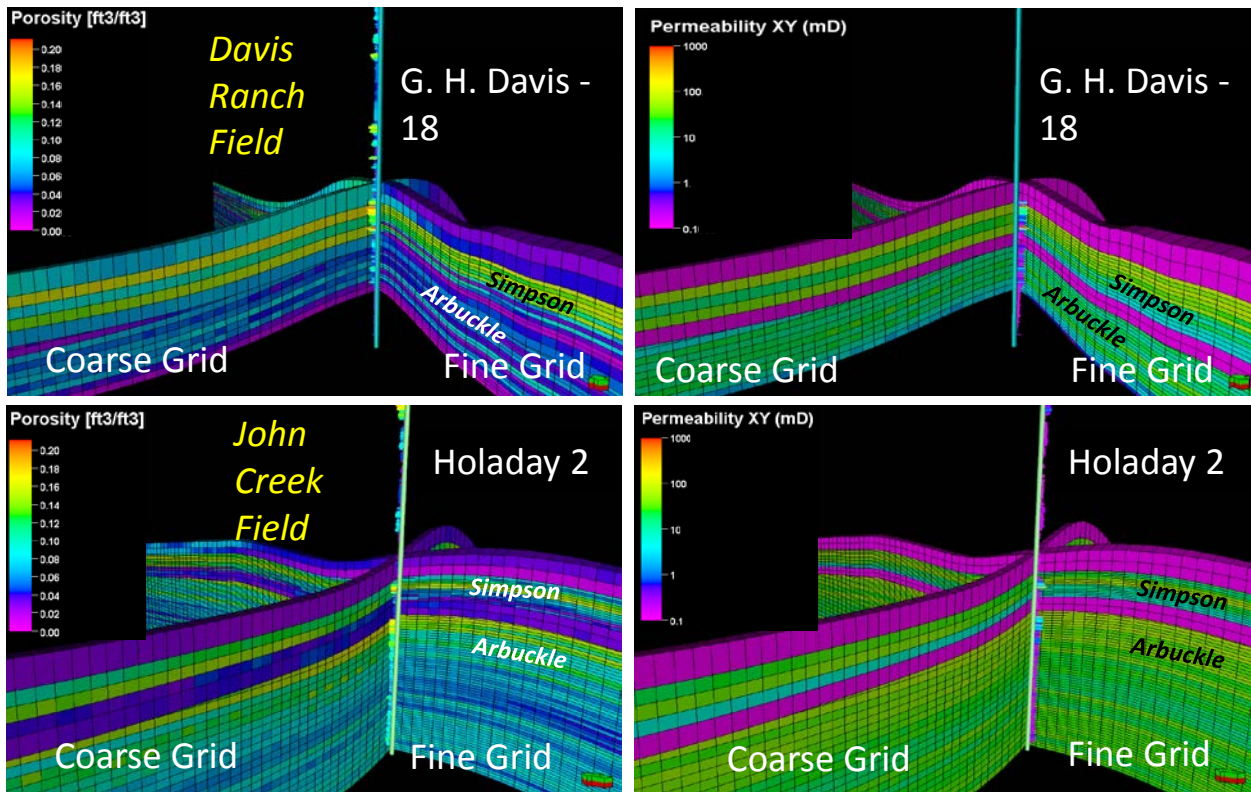 Porosity [ft3/ft3]
0.20
0.18
0.16
0.14
0.12
0.10
0.08
0.06
0.04
0.02
0.00
Davis
Ranch
Field
G. H. Davis -
18
Simpson
Arbuckle
Coarse Grid
Fine Grid
Permeability XY (mD)
1000
100
10
1
0.1
G. H. Davis -
18
Simpson
Arbuckle
Coarse Grid
Fine Grid
Porosity [ft3/ft3]
0.20
0.18
0.16
0.14
0.12
0.10
0.08
0.06
0.04
0.02
0.00
John
Creek
Field
Holaday 2
Simpson
Arbuckle
Coarse Grid
Fine Grid
Permeability XY (mD)
1000
100
10
1
0.1
Holaday 2
Simpson
Arbuckle
Coarse Grid
Fine Grid